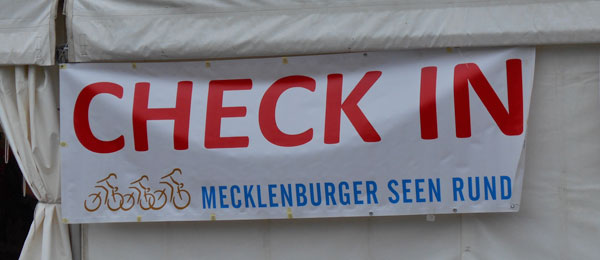 CHECK IN
MECKLENBURGER SEEN RUND